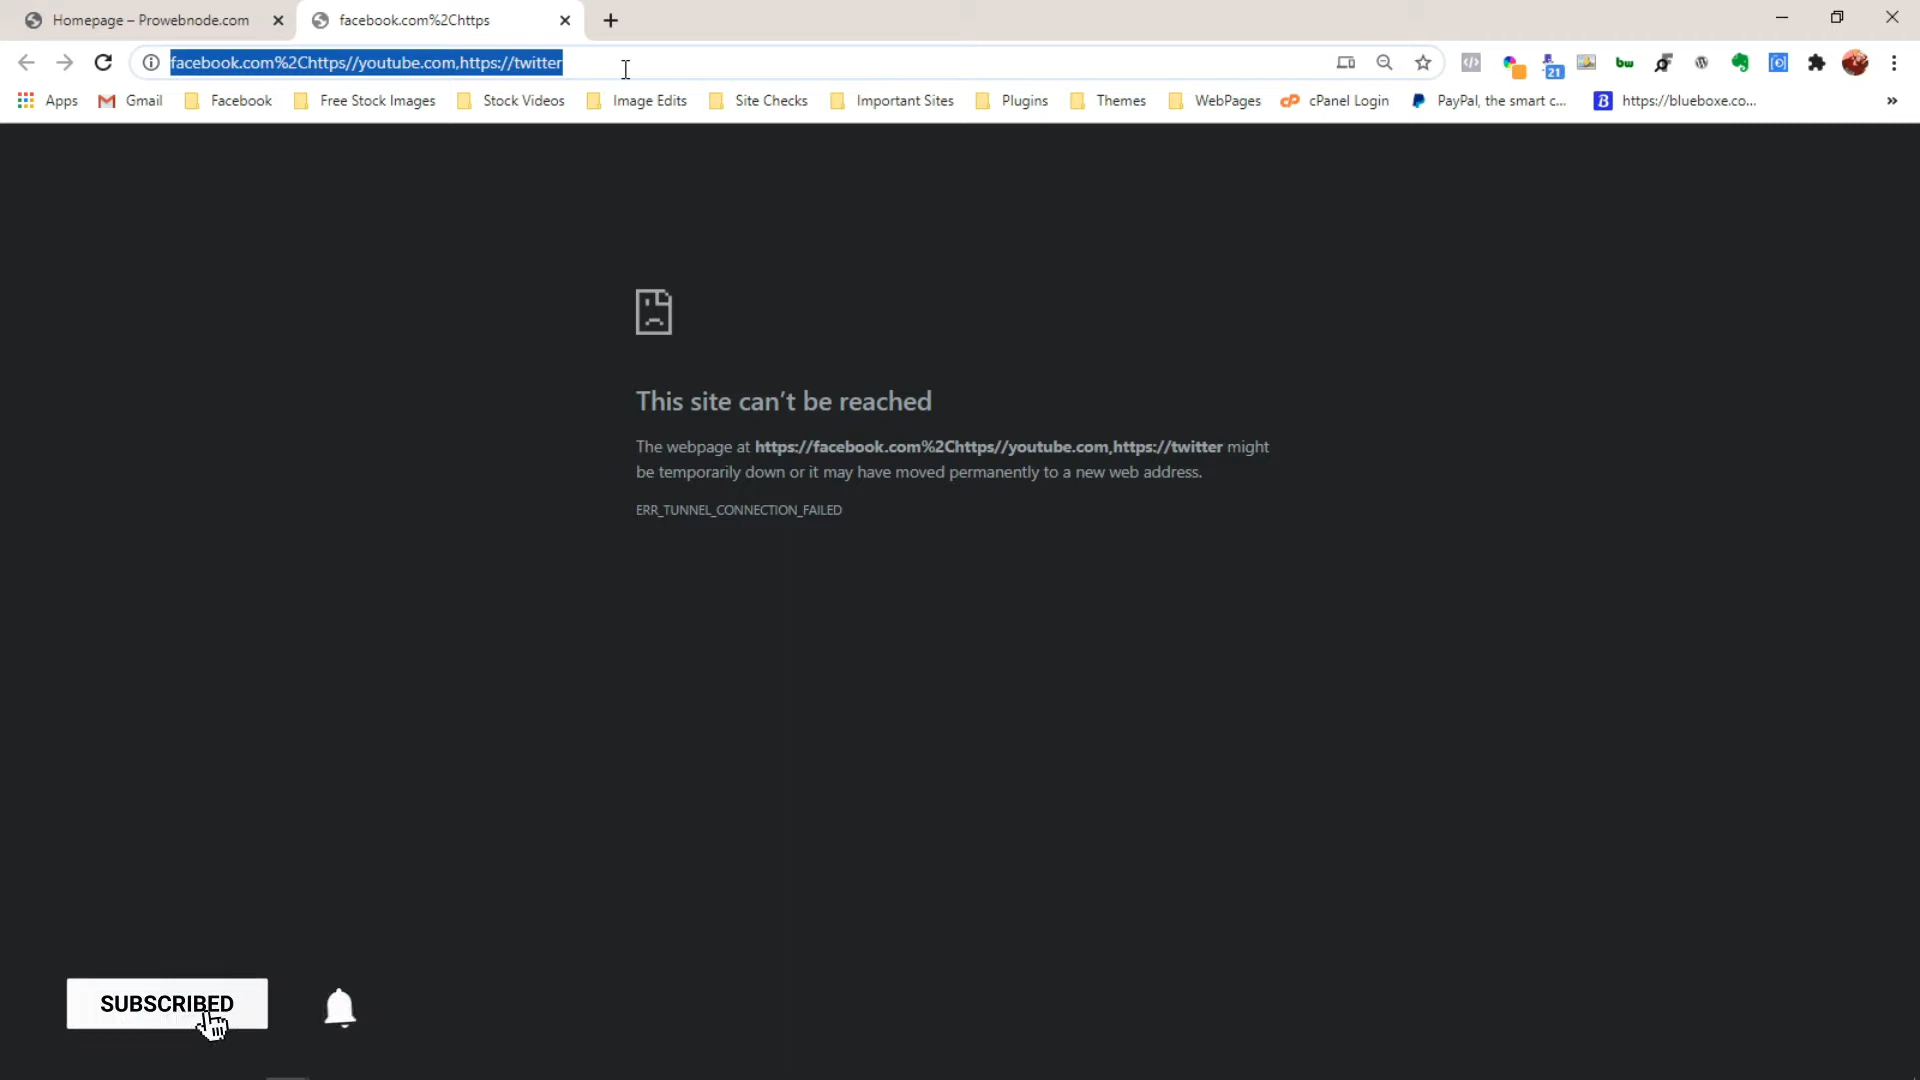 Homepage – Prowebnode.com
facebook.com%2Chttps
facebook.com%2Chttps//youtube.com,https://twitter
21
bw
Apps
Gmail
Facebook
Free Stock Images
Stock Videos
Image Edits
Site Checks
Important Sites
Plugins
Themes
WebPages
cP
cPanel Login
PayPal, the smart c...
B
https://blueboxe.co...
»
This site can't be reached
The webpage at https://facebook.com%2Chttps//youtube.com,https://twitter might
be temporarily down or it may have moved permanently to a new web address.
ERR_TUNNEL_CONNECTION_FAILED
SUBSCRIBED